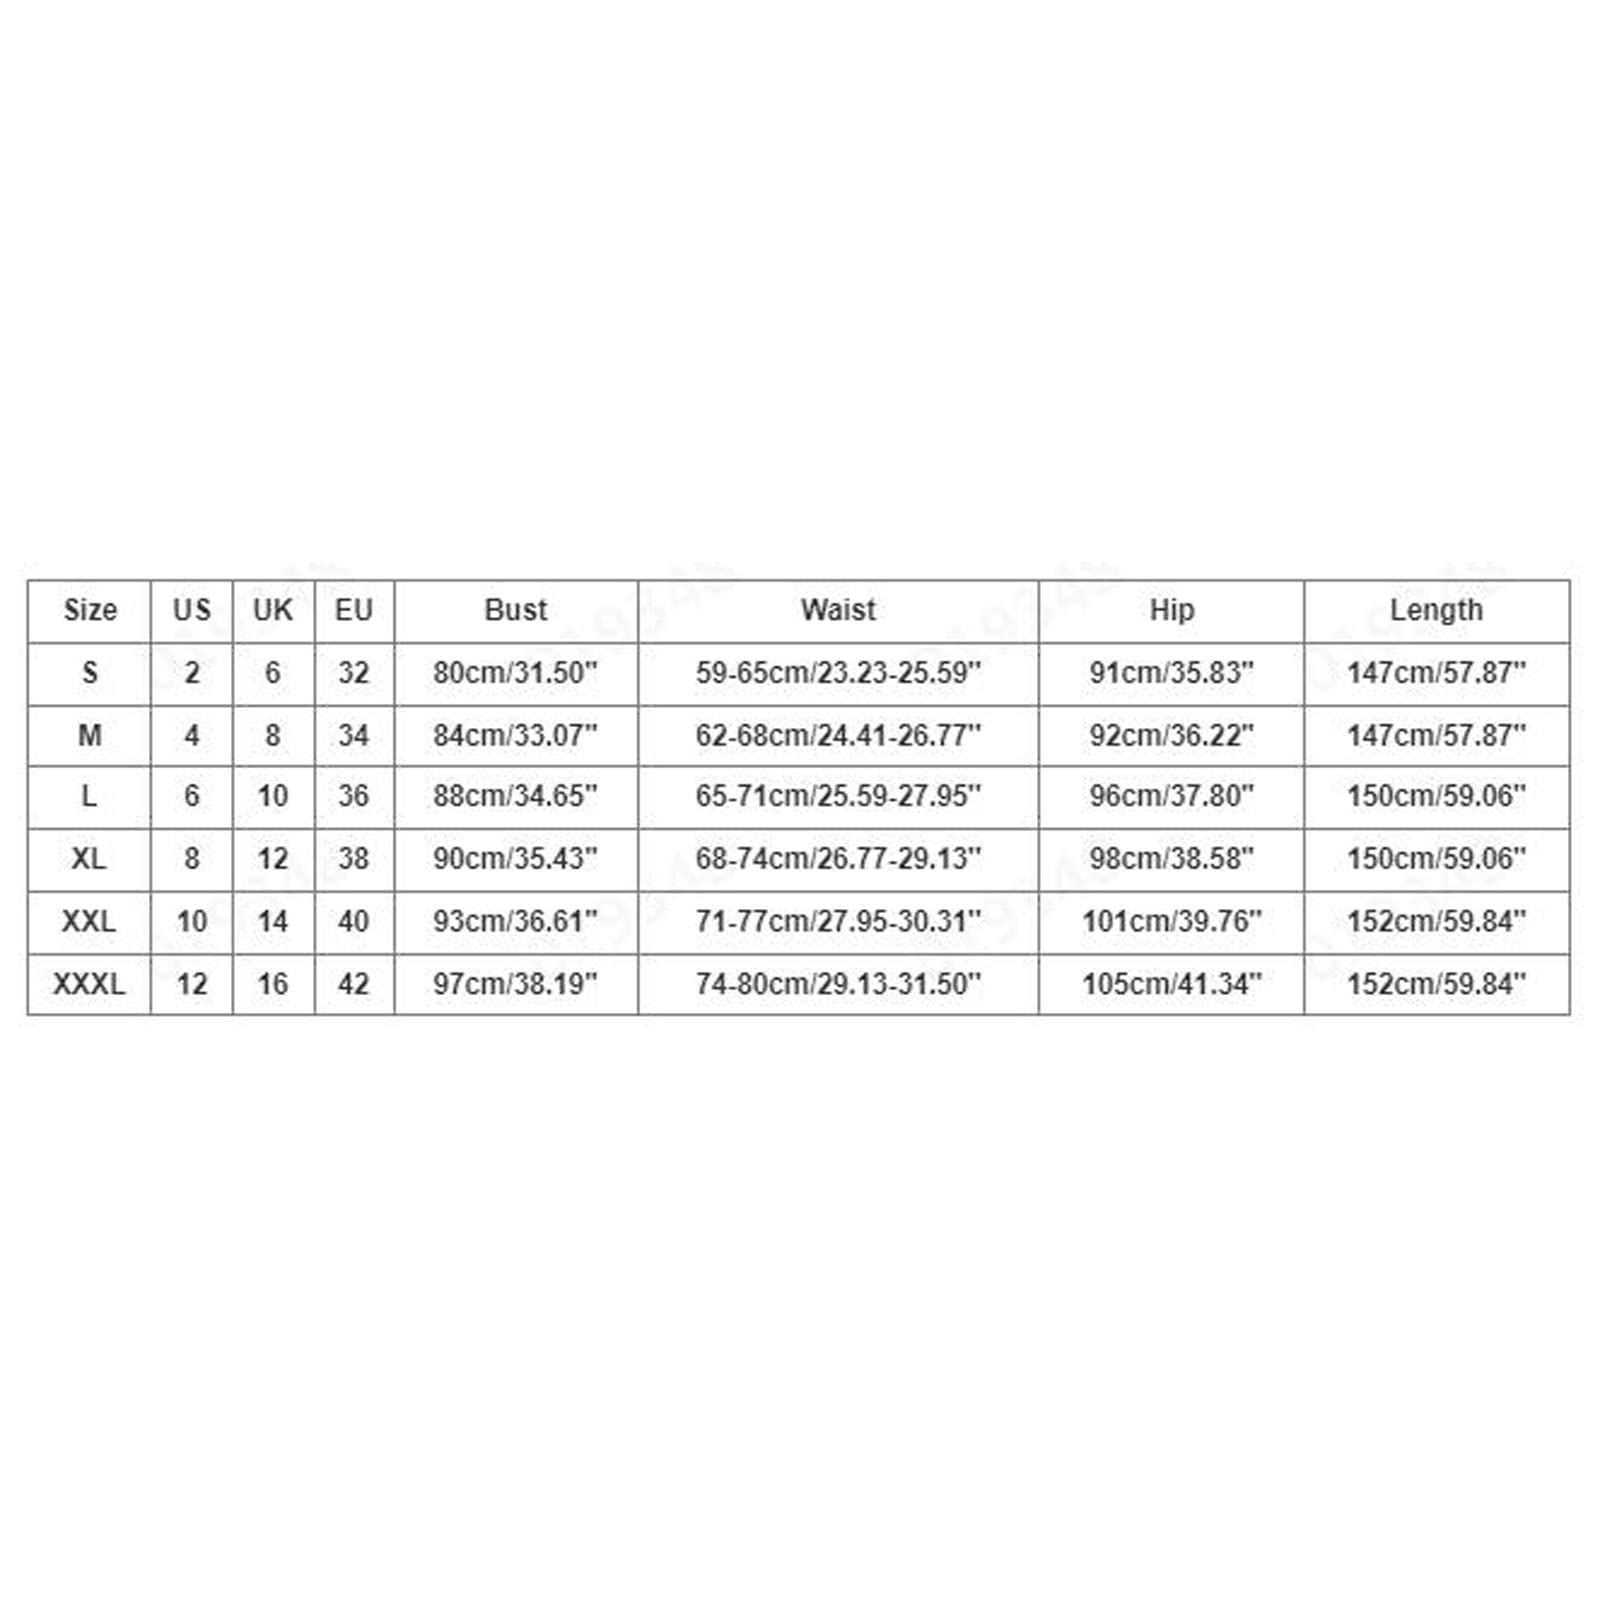 Size US UK EU Bust Waist Hip Length
S 2 6 32 80cm/31.50" 59-65cm/23.23-25.59" 91cm/35.83" 147cm/57.87"
M 4 8 34 84cm/33.07" 62-68cm/24.41-26.77" 92cm/36.22" 147cm/57.87"
L 6 10 36 88cm/34.65" 65-71cm/25.59-27.95" 96cm/37.80" 150cm/59.06"
XL 8 12 38 90cm/35.43" 68-74cm/26.77-29.13" 98cm/38.58" 150cm/59.06"
XXL 10 14 40 93cm/36.61" 71-77cm/27.95-30.31" 101cm/39.76" 152cm/59.84"
XXXL 12 16 42 97cm/38.19" 74-80cm/29.13-31.50" 105cm/41.34" 152cm/59.84"